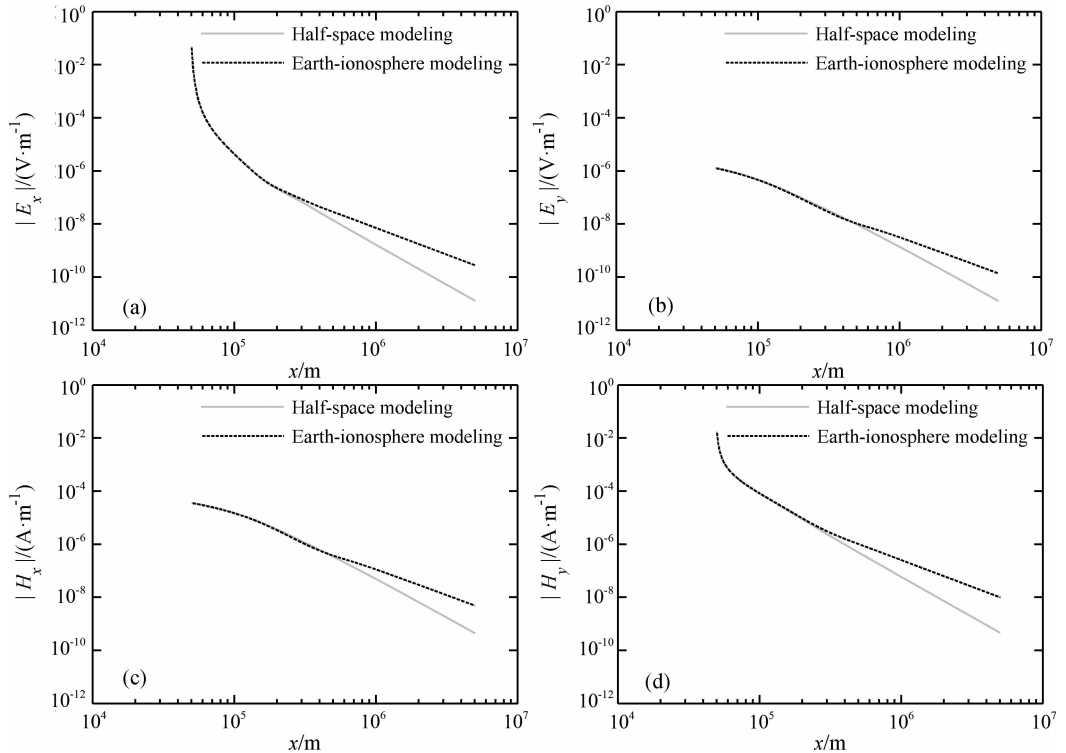 10^0
10^-2
10^-4
10^-6
10^-8
10^-10
10^-12
|E_x|/(V·m^-1)
Half-space modeling
Earth-ionosphere modeling
(a)
10^4 10^5 10^6 10^7
x/m
10^0
10^-2
10^-4
10^-6
10^-8
10^-10
10^-12
|E_y|/(V·m^-1)
Half-space modeling
Earth-ionosphere modeling
(b)
10^4 10^5 10^6 10^7
x/m
10^0
10^-2
10^-4
10^-6
10^-8
10^-10
10^-12
|H_x|/(A·m^-1)
Half-space modeling
Earth-ionosphere modeling
(c)
10^4 10^5 10^6 10^7
x/m
10^0
10^-2
10^-4
10^-6
10^-8
10^-10
10^-12
|H_y|/(A·m^-1)
Half-space modeling
Earth-ionosphere modeling
(d)
10^4 10^5 10^6 10^7
x/m